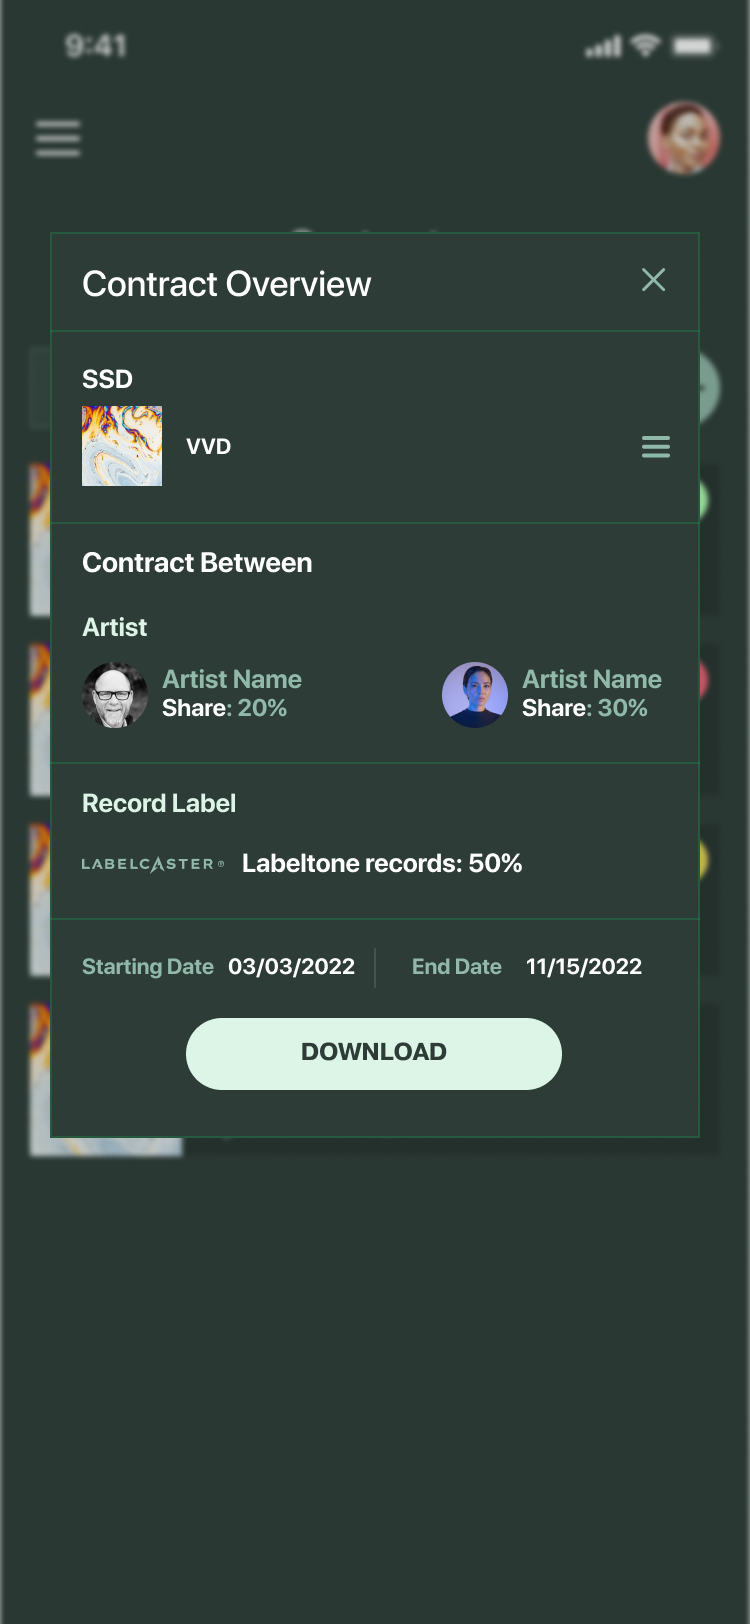 9:41
Contract Overview
SSD
VVD
Contract Between
Artist
Artist Name
Share: 20%
Artist Name
Share: 30%
Record Label
LABELCASTER®
Labeltone records: 50%
Starting Date 03/03/2022
End Date 11/15/2022
DOWNLOAD